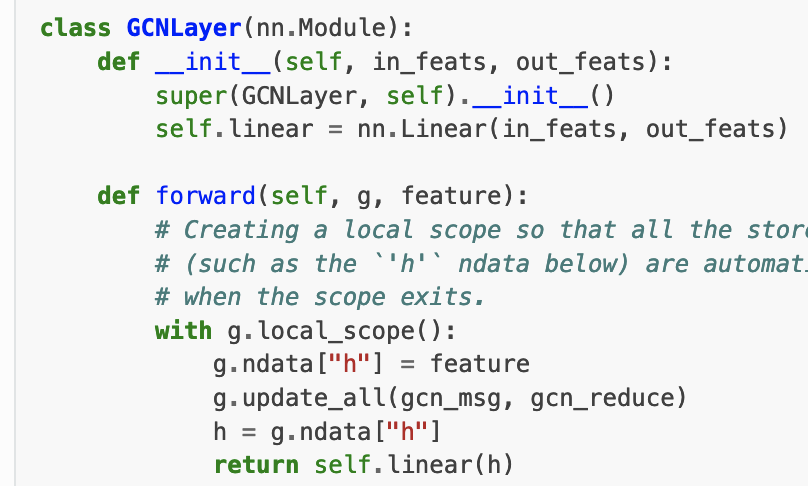 class GCNLayer(nn.Module):
    def __init__(self, in_feats, out_feats):
        super(GCNLayer, self).__init__()
        self.linear = nn.Linear(in_feats, out_feats)

    def forward(self, g, feature):
        # Creating a local scope so that all the
        # (such as the `'h'` ndata below) are
        # when the scope exits.
        with g.local_scope():
            g.ndata["h"] = feature
            g.update_all(gcn_msg, gcn_reduce)
            h = g.ndata["h"]
            return self.linear(h)